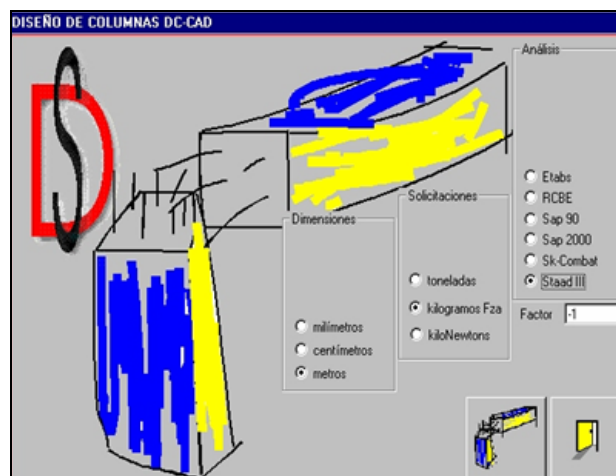 DISEÑO DE COLUMNAS DC-CAD
DS
Análisis
Etabs
RCBE
Sap 90
Sap 2000
Sk-Combat
Staad III
Factor -1
Solicitaciones
toneladas
kilogramos Fza
kiloNewtons
Dimensiones
milímetros
centímetros
metros